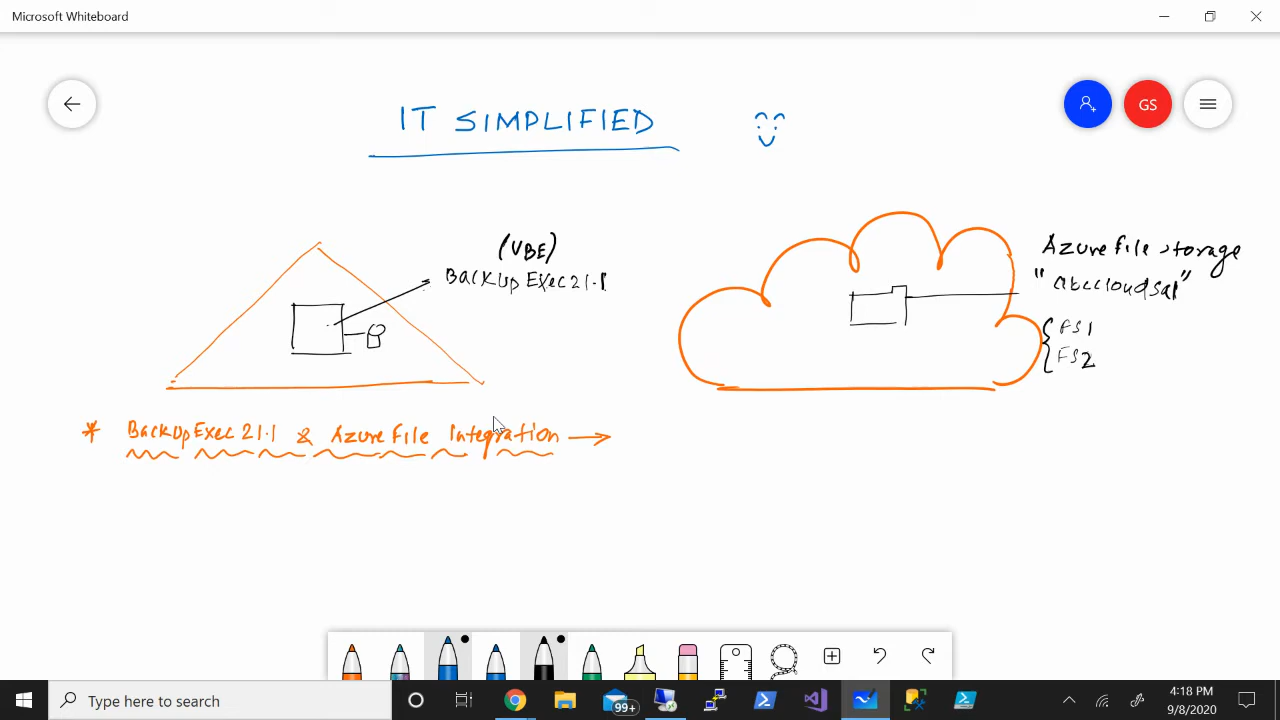 Microsoft Whiteboard
IT SIMPLIFIED
GS
(VBE)
BackUp Exec 21.1
Azure file storage
"abccloudsa1"
FS1
FS2
* BackUpExec 21.1 & Azure File Integration →
Type here to search
99+
4:18 PM
9/8/2020